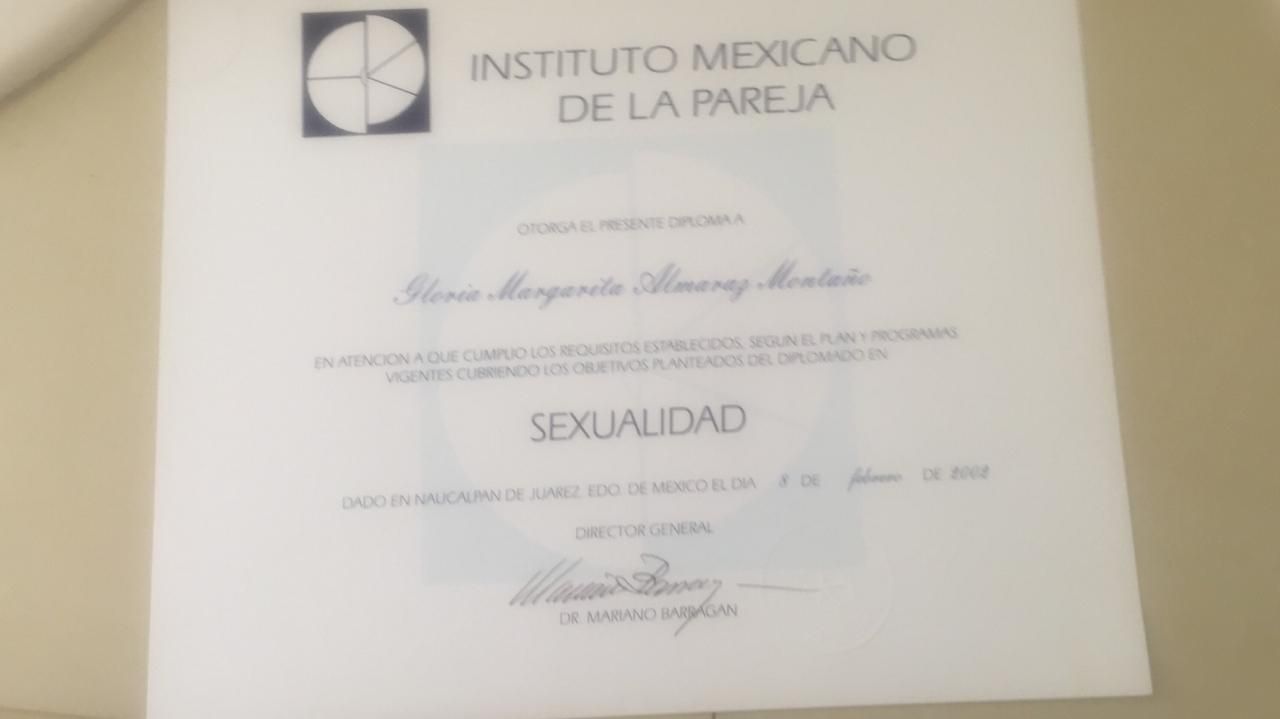 INSTITUTO MEXICANO
DE LA PAREJA
OTORGA EL PRESENTE DIPLOMA A
Gloria Margarita Almaraz Montaño
EN ATENCION A QUE CUMPLIO LOS REQUISITOS ESTABLECIDOS, SEGUN EL PLAN Y PROGRAMAS
VIGENTES CUBRIENDO LOS OBJETIVOS PLANTEADOS DEL DIPLOMADO EN
SEXUALIDAD
DADO EN NAUCALPAN DE JUAREZ, EDO. DE MEXICO EL DIA 8 DE febrero DE 2002
DIRECTOR GENERAL
DR. MARIANO BARRAGAN